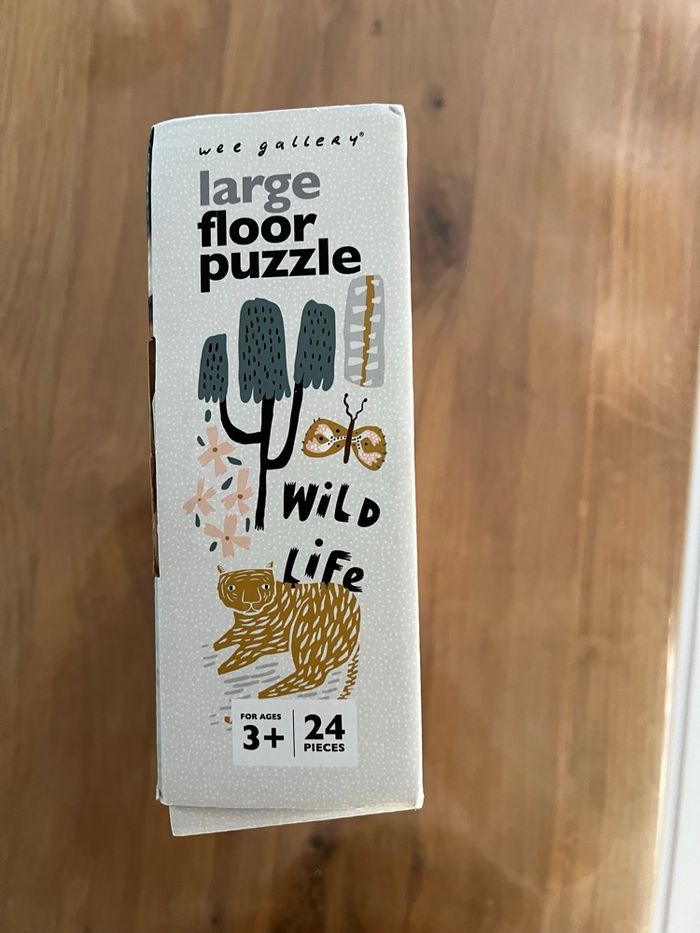 wee gallery®
large
floor
puzzle
WiLD
LiFe
FOR AGES
3+
24
PIECES